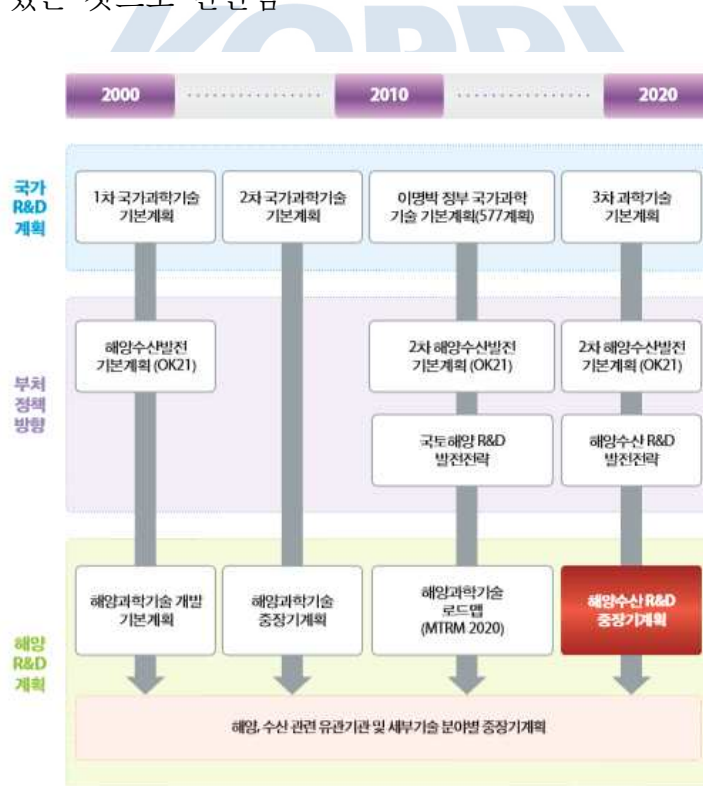 있는 것으로 판단됨
KOPRI
2000
2010
2020
국가
R&D
계획
1차 국가과학기술
기본계획
2차 국가과학기술
기본계획
이명박 정부 국가과학
기술 기본계획(577계획)
3차 과학기술
기본계획
부처
정책
방향
해양수산발전
기본계획 (OK21)
2차 해양수산발전
기본계획 (OK21)
2차 해양수산발전
기본계획 (OK21)
국토해양 R&D
발전전략
해양수산 R&D
발전전략
해양
R&D
계획
해양과학기술 개발
기본계획
해양과학기술
중장기계획
해양과학기술
로드맵
(MTRM 2020)
해양수산 R&D
중장기계획
해양, 수산 관련 유관기관 및 세부기술 분야별 중장기계획